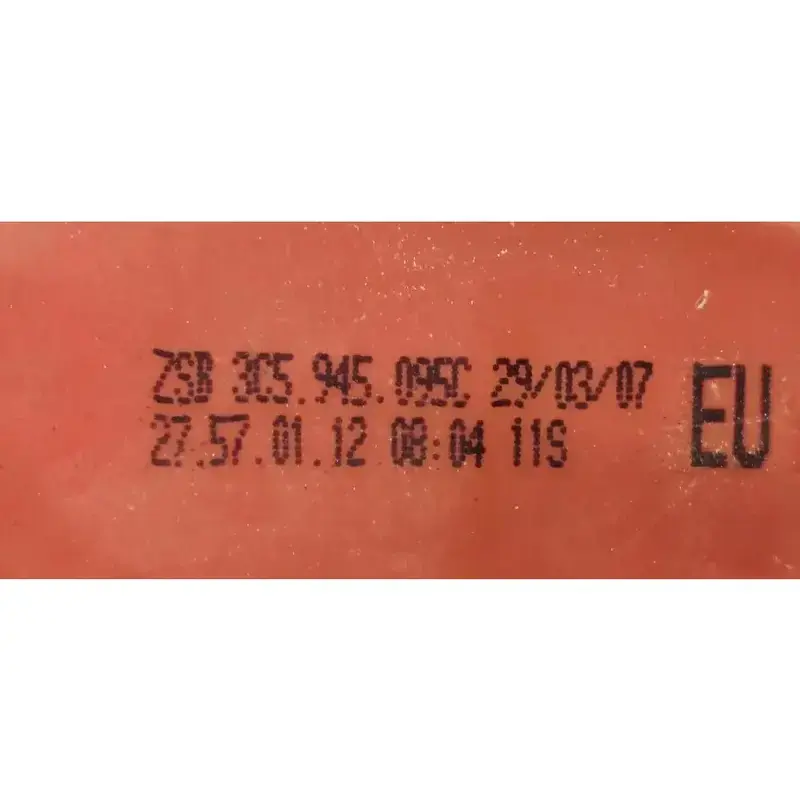 ZSB 3C5.945.095C 29/03/07
27.57.01.12 08:04 11S
EU